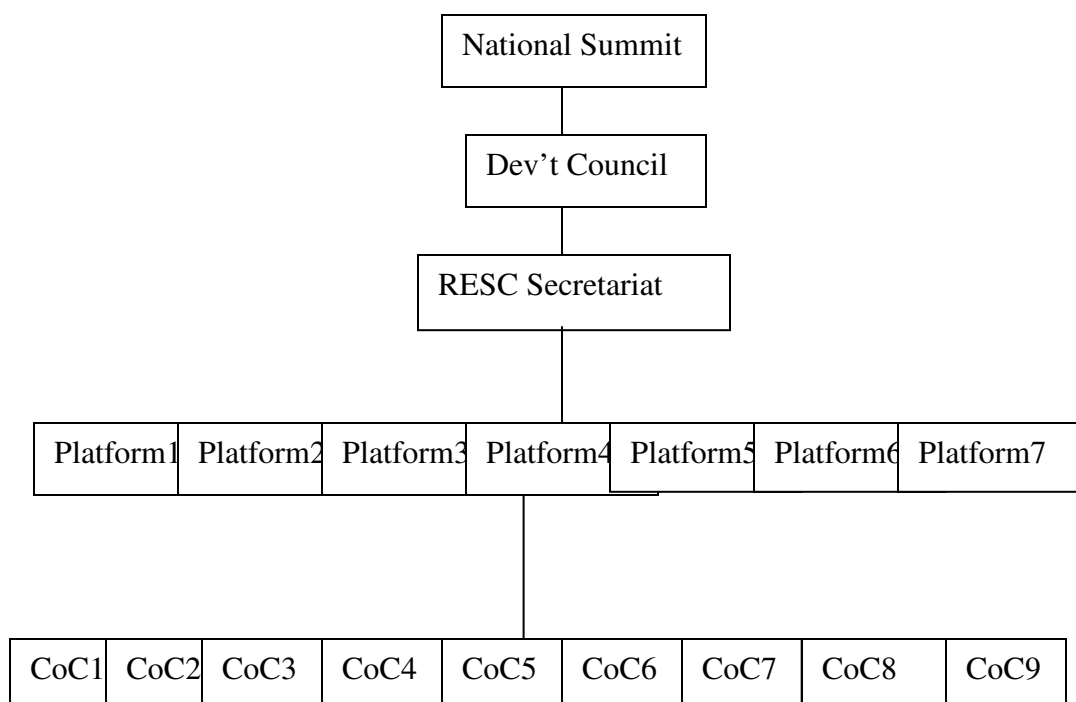 National Summit
Dev’t Council
RESC Secretariat
Platform1 Platform2 Platform3 Platform4 Platform5 Platform6 Platform7
CoC1 CoC2 CoC3 CoC4 CoC5 CoC6 CoC7 CoC8 CoC9